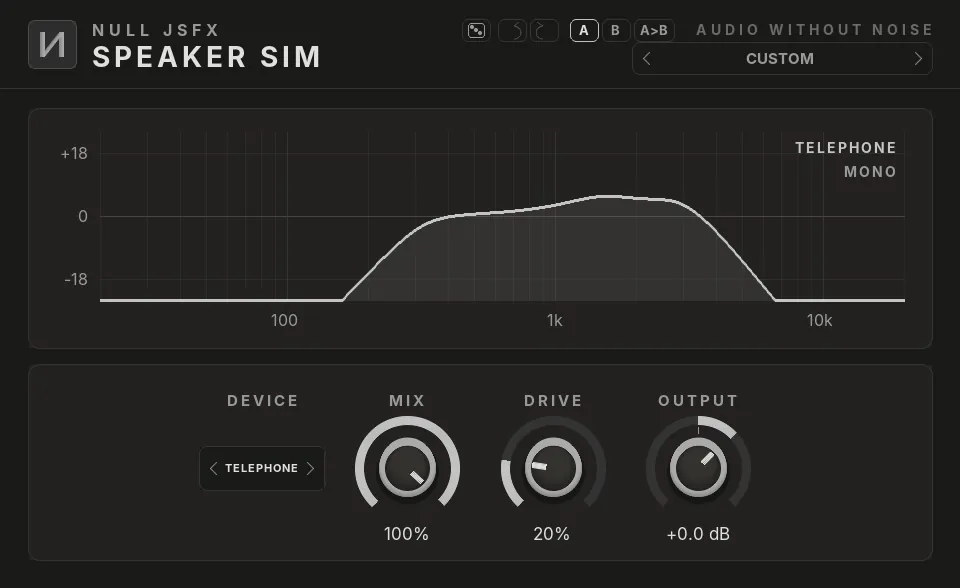 NULL JSFX
SPEAKER SIM
A B A>B AUDIO WITHOUT NOISE
CUSTOM
TELEPHONE
MONO
+18
0
-18
100 1k 10k
DEVICE MIX DRIVE OUTPUT
TELEPHONE
100% 20% +0.0 dB